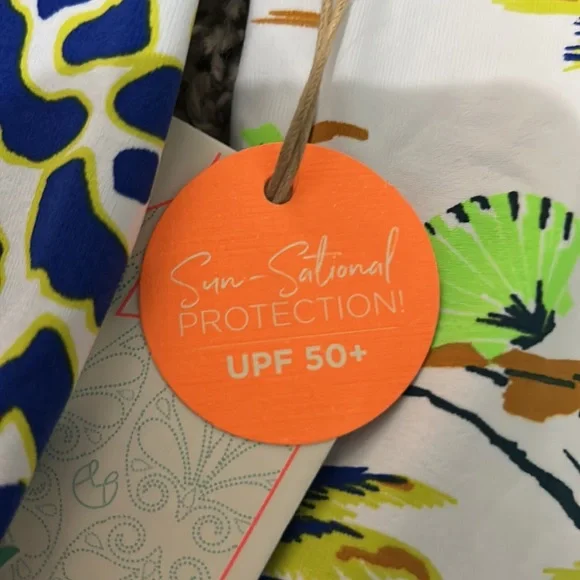 Sun-Sational
PROTECTION!
UPF 50+